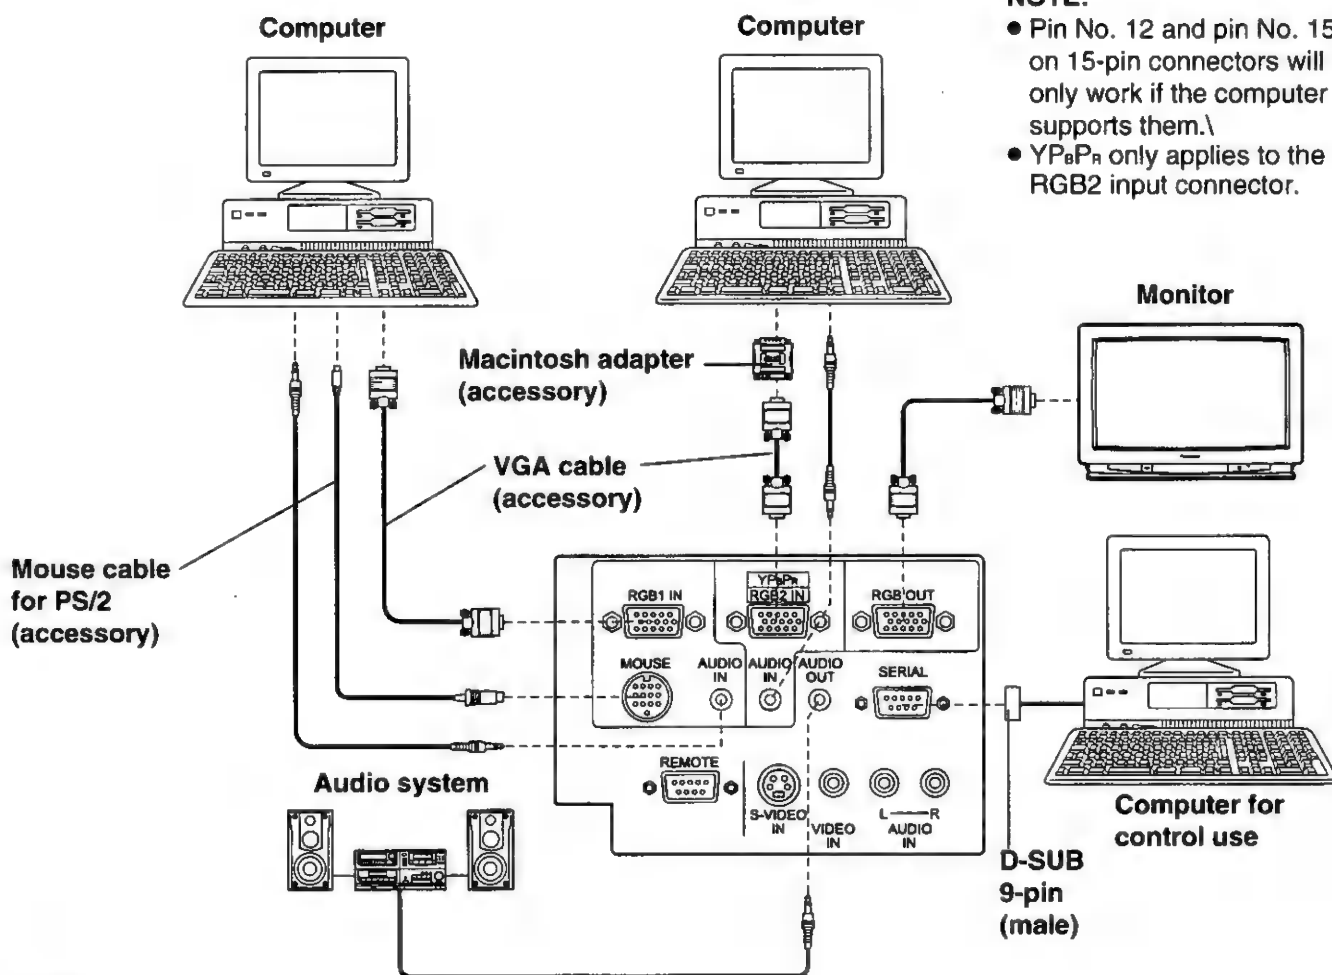 NOTE:
● Pin No. 12 and pin No. 15
on 15-pin connectors will
only work if the computer
supports them.\
● YPBPR only applies to the
RGB2 input connector.
Computer
Computer
Monitor
Macintosh adapter
(accessory)
VGA cable
(accessory)
Mouse cable
for PS/2
(accessory)
YPBPR
RGB1 IN
RGB2 IN
RGB OUT
MOUSE
AUDIO
IN
AUDIO
IN
AUDIO
OUT
SERIAL
REMOTE
S-VIDEO
IN
VIDEO
IN
L R
AUDIO
IN
Audio system
Computer for
control use
D-SUB
9-pin
(male)